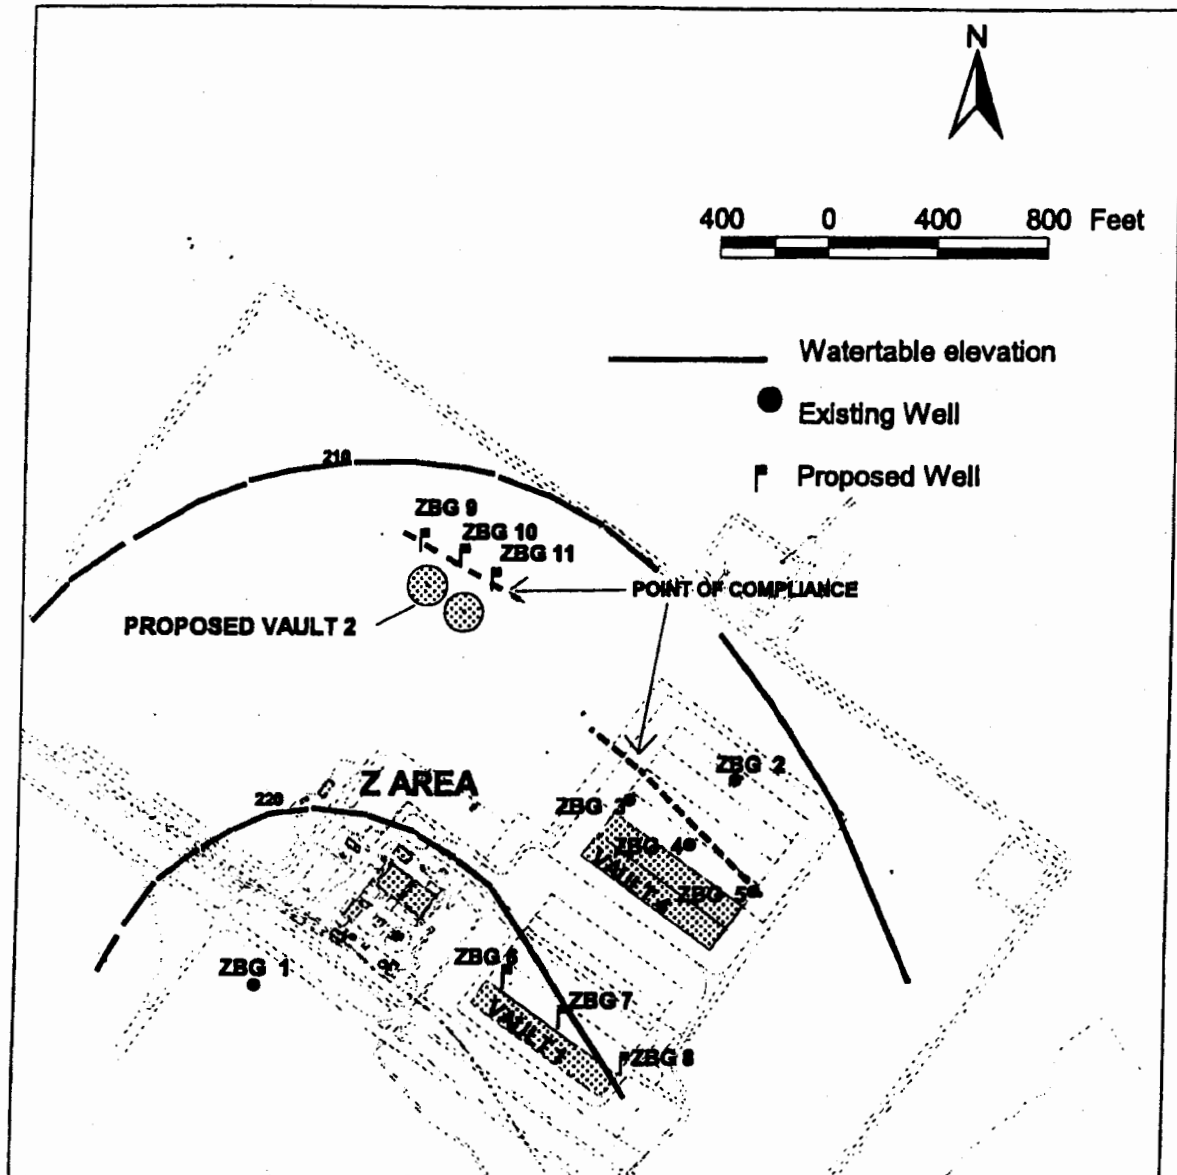 N
400 0 400 800 Feet
Watertable elevation
Existing Well
Proposed Well
210
ZBG 9
ZBG 10
ZBG 11
POINT OF COMPLIANCE
PROPOSED VAULT 2
Z AREA
220
ZBG 2
ZBG 3
ZBG 4
VAULT
ZBG 5
ZBG 1
ZBG 6
ZBG 7
VAULT 1
ZBG 8